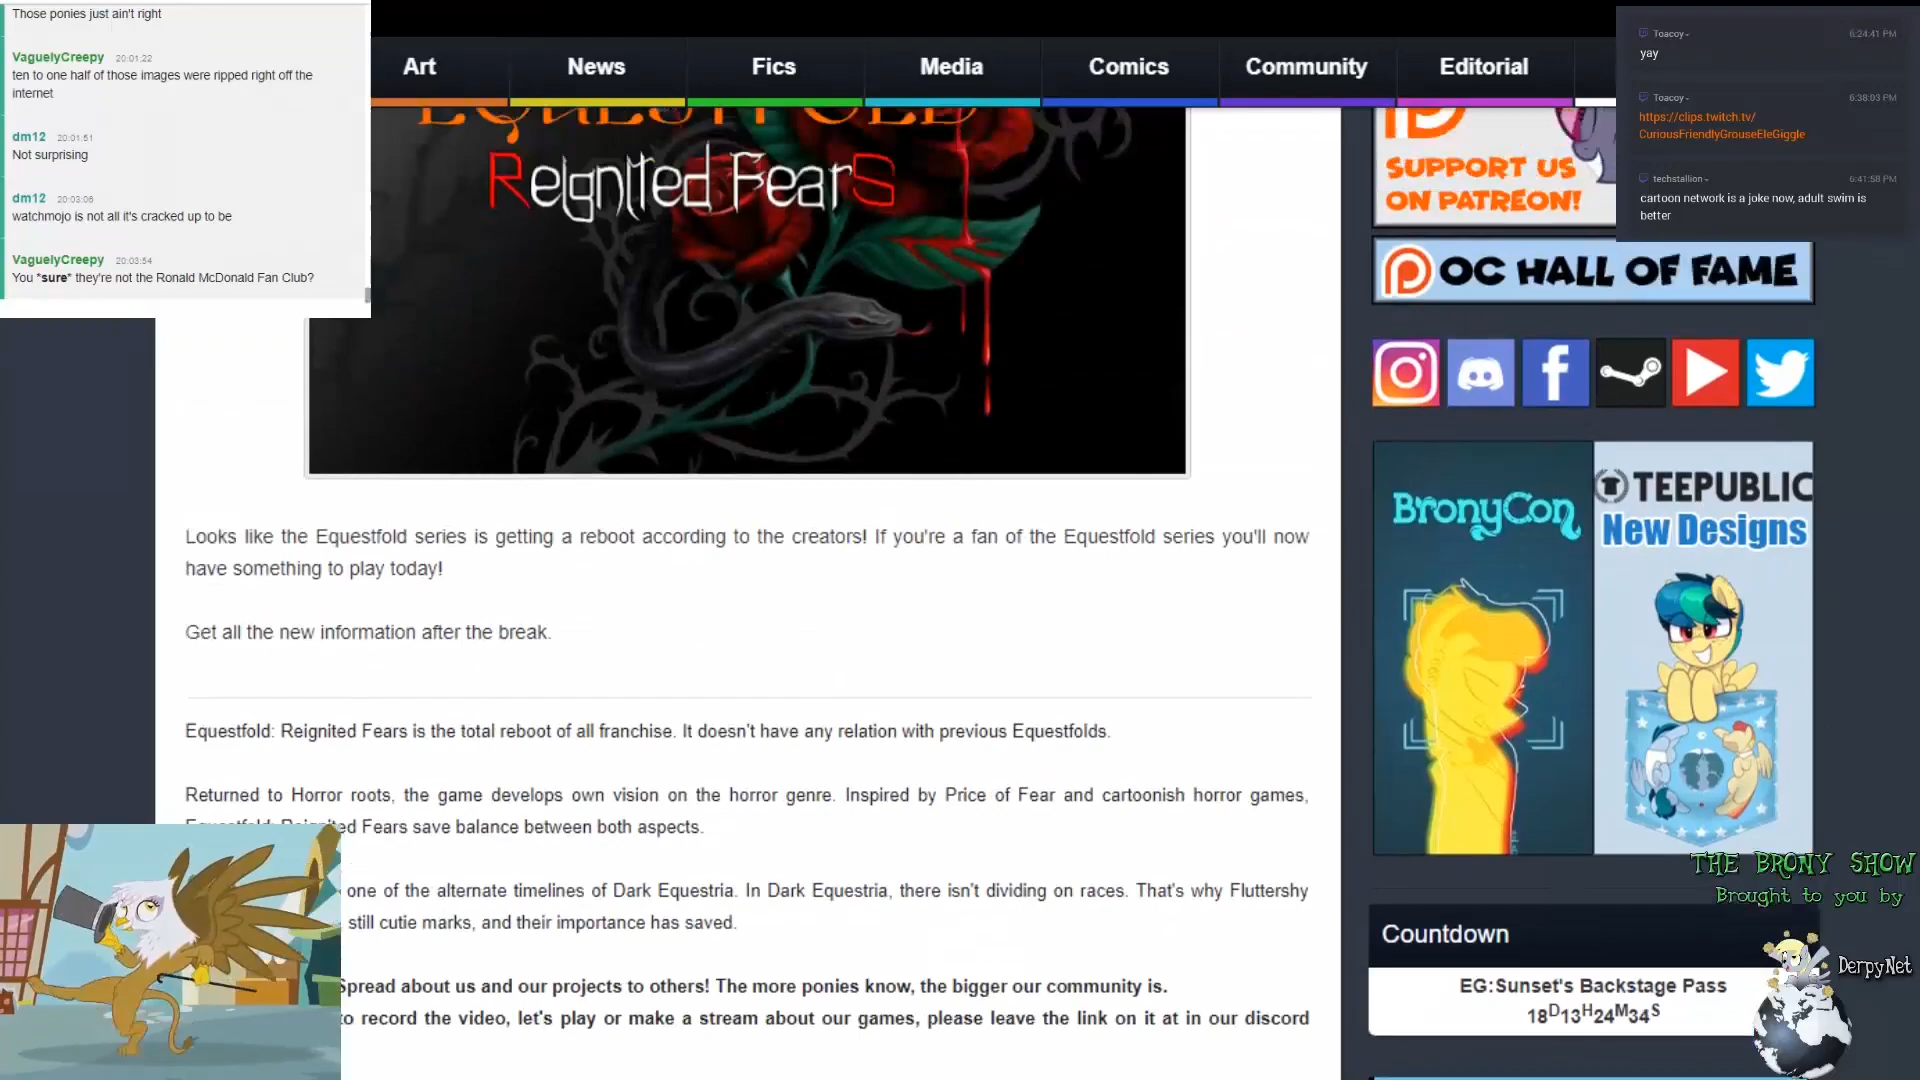 Those ponies just ain't right
VaguelyCreepy 20:01:22
ten to one half of those images were ripped right off the
internet
dm12 20:01:51
Not surprising
dm12 20:03:06
watchmojo is not all it's cracked up to be
VaguelyCreepy 20:03:54
You *sure* they're not the Ronald McDonald Fan Club?
Art News Fics Media Comics Community Editorial
Toacoy 6:24:41 PM
yay
Toacoy 6:38:03 PM
https://clips.twitch.tv/
CuriousFriendlyGrouseEleGiggle
techstallion 6:41:58 PM
cartoon network is a joke now, adult swim is
better
EQUESTFOLD
Reignited FearS
SUPPORT US
ON PATREON!
OC HALL OF FAME
Looks like the Equestfold series is getting a reboot according to the creators! If you're a fan of the Equestfold series you'll now
have something to play today!
Get all the new information after the break.
BronyCon
TEEPUBLIC
New Designs
Equestfold: Reignited Fears is the total reboot of all franchise. It doesn't have any relation with previous Equestfolds.
Returned to Horror roots, the game develops own vision on the horror genre. Inspired by Price of Fear and cartoonish horror games,
Equestfold: Reignited Fears save balance between both aspects.
one of the alternate timelines of Dark Equestria. In Dark Equestria, there isn't dividing on races. That's why Fluttershy
still cutie marks, and their importance has saved.
Spread about us and our projects to others! The more ponies know, the bigger our community is.
to record the video, let's play or make a stream about our games, please leave the link on it at in our discord
THE BRONY SHOW
Brought to you by
DerpyNet
Countdown
EG:Sunset's Backstage Pass
18D13H24M34S